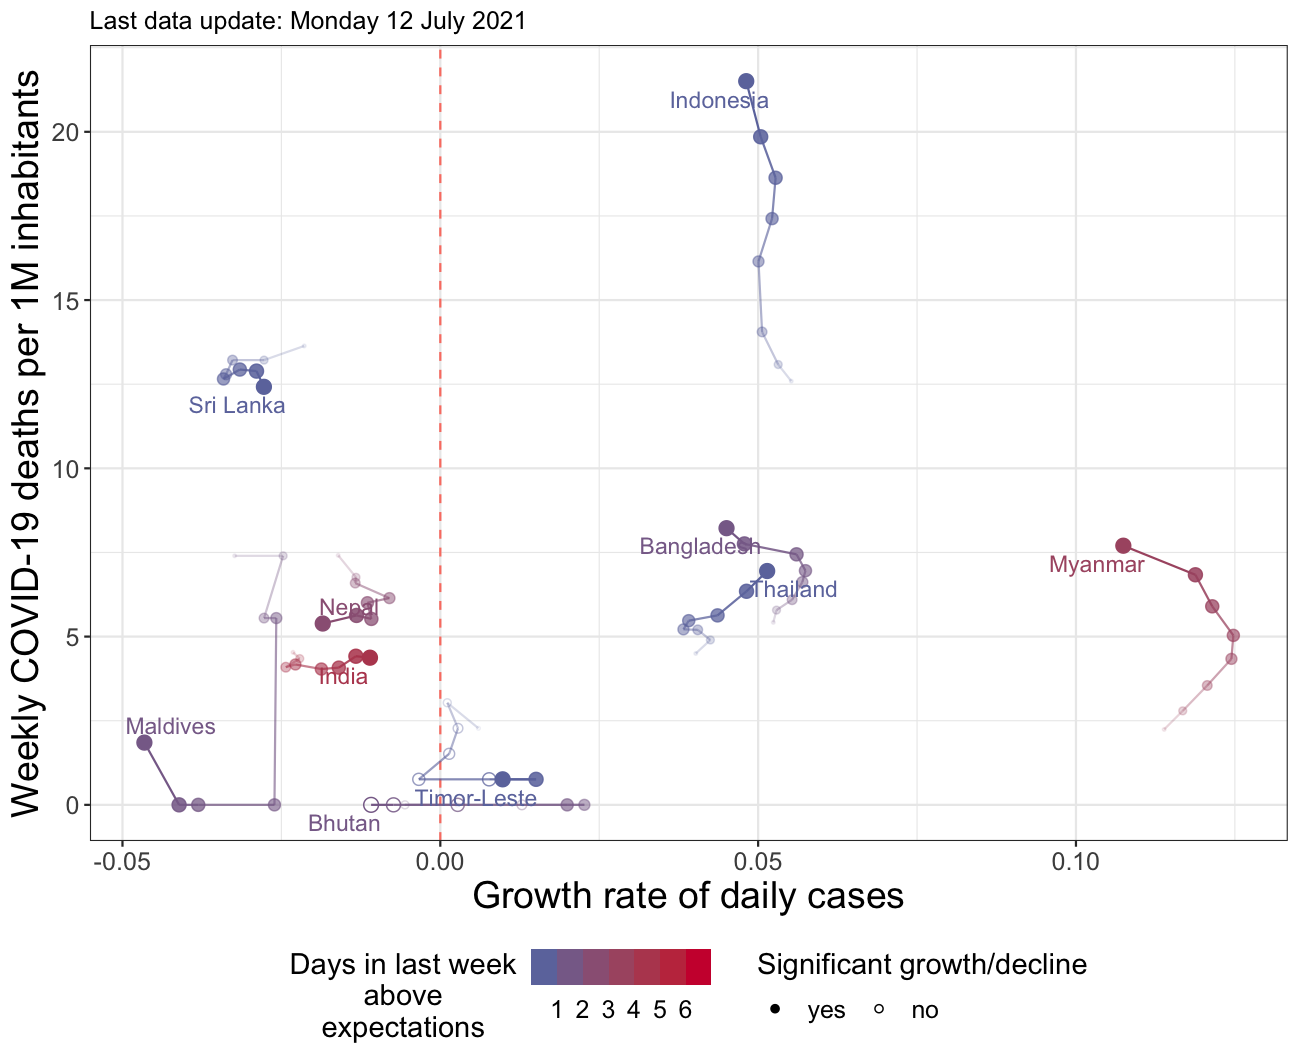 Last data update: Monday 12 July 2021
Weekly COVID-19 deaths per 1M inhabitants
20
15
10
5
0
Indonesia
Sri Lanka
Bangladesh
Myanmar
Thailand
Nepal
India
Maldives
Timor-Leste
Bhutan
-0.05
0.00
0.05
0.10
Growth rate of daily cases
Days in last week
above
expectations
1 2 3 4 5 6
Significant growth/decline
yes
no